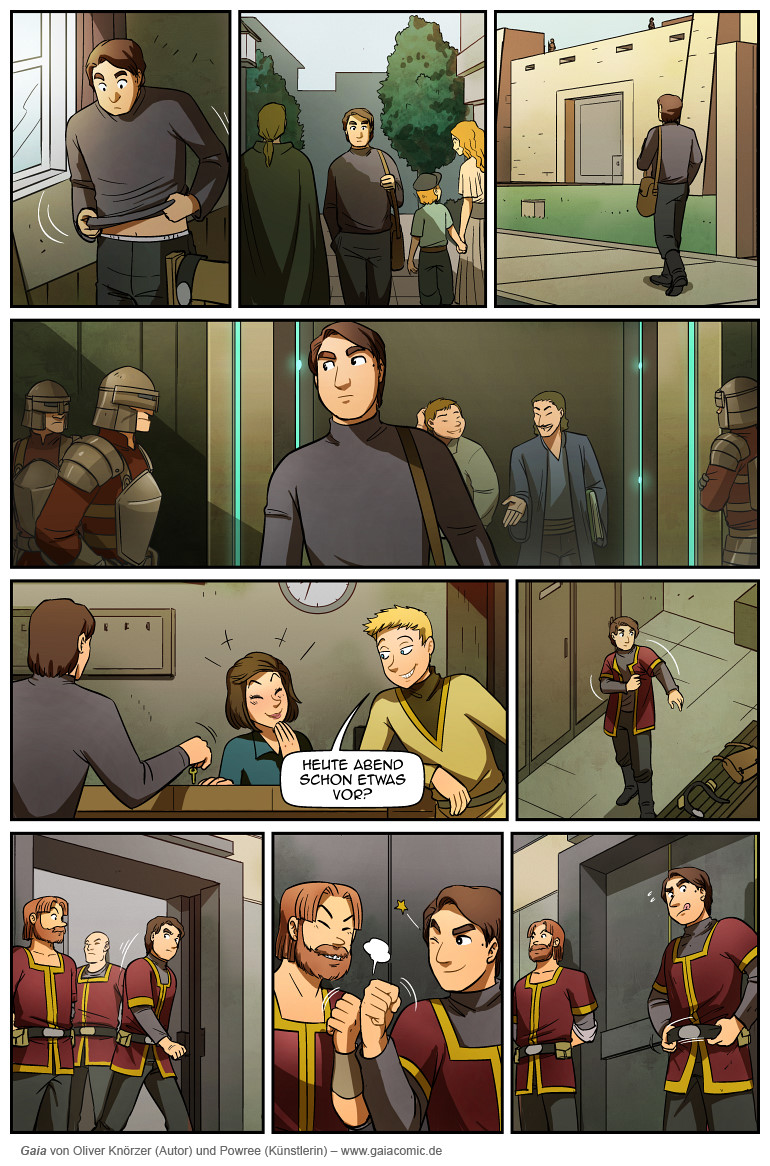 HEUTE ABEND
SCHON ETWAS
VOR?
Gaia von Oliver Knörzer (Autor) und Powree (Künstlerin) – www.gaiacomic.de